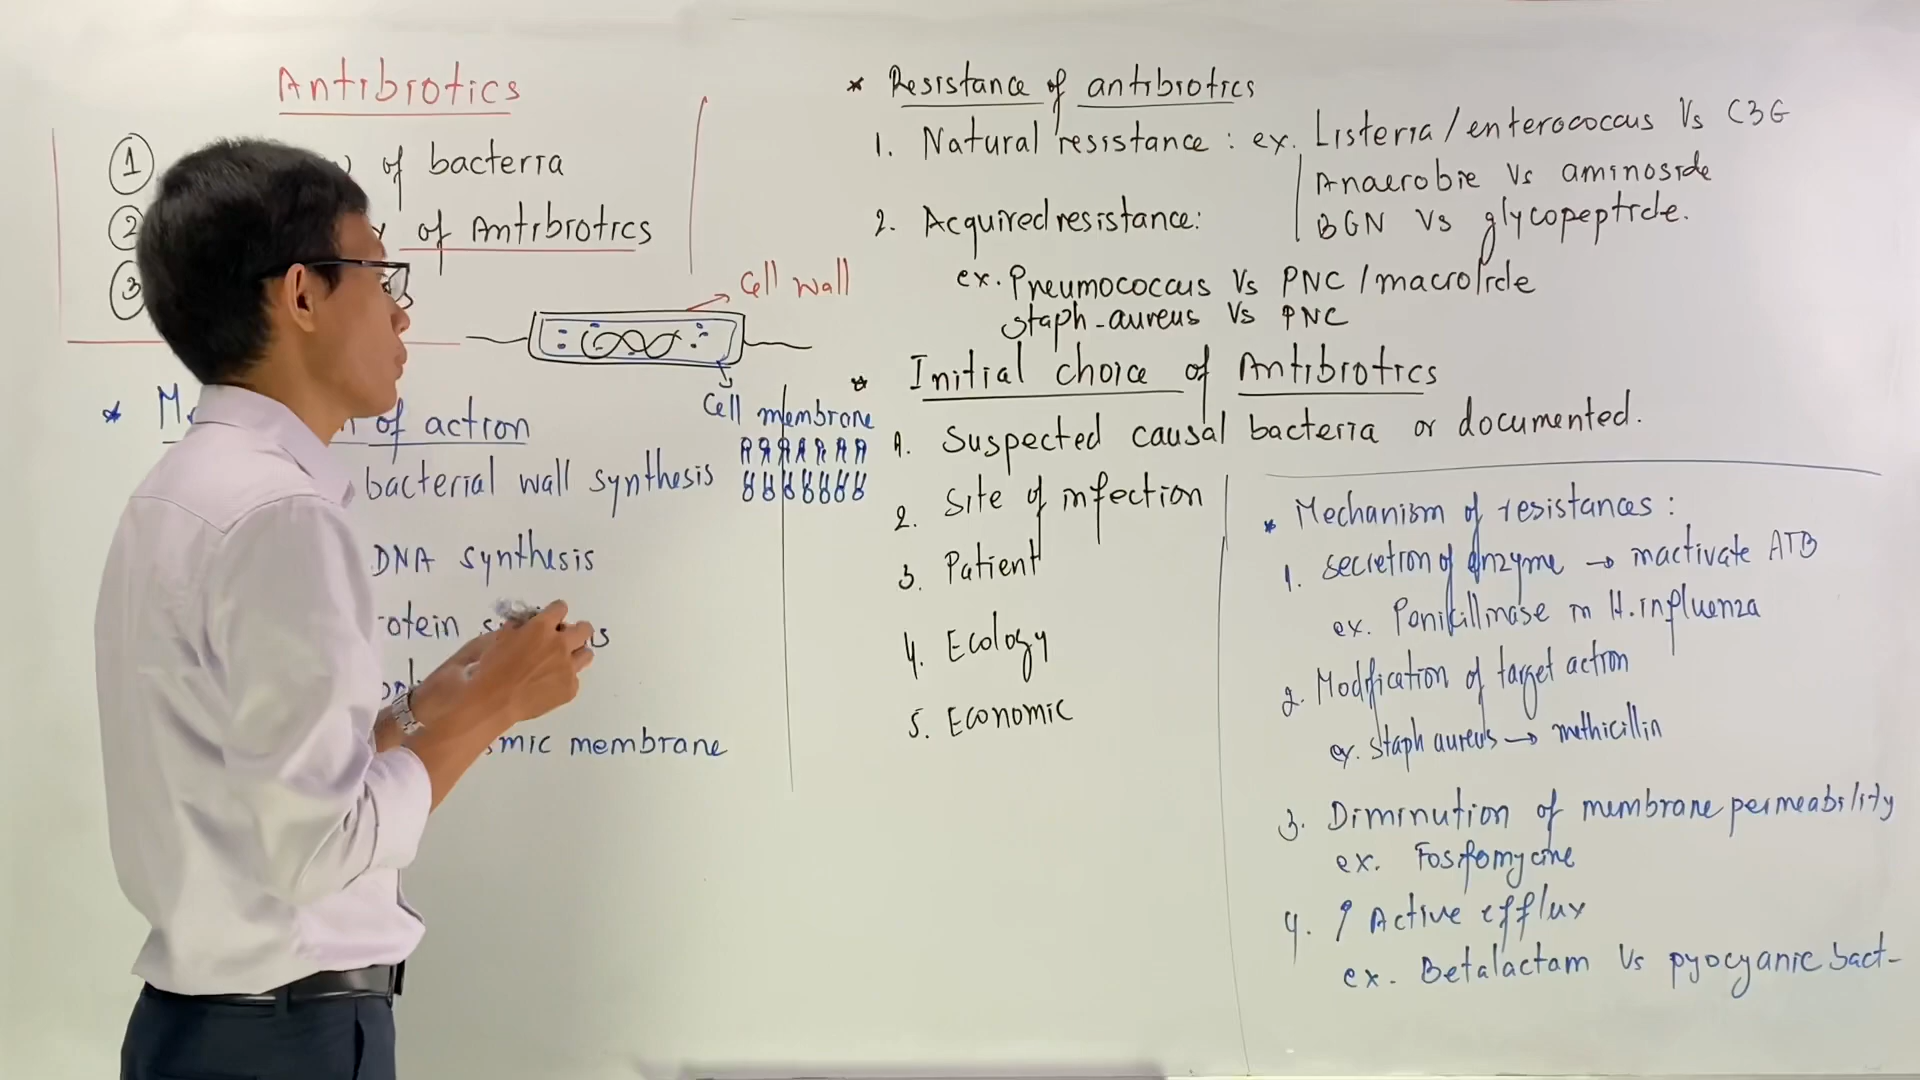 Antibiotics
1 of bacteria
2 of Antibiotics
3
Cell wall
Cell membrane
* of action
bacterial wall synthesis
DNA synthesis
otein
mic membrane
* Resistance of antibiotics
1. Natural resistance : ex. Listeria/enterococcus Vs C3G
Anaerobie Vs aminoside
BGN Vs glycopeptide.
2. Acquired resistance:
ex. Pneumococcus Vs PNC / macrolide
staph-aureus Vs PNC
* Initial choice of Antibiotics
1. Suspected causal bacteria or documented.
2. Site of infection
3. Patient
4. Ecology
5. Economic
* Mechanism of resistances :
1. Secretion of Enzyme → inactivate ATB
ex. Penikillinase in H.influenza
2. Modification of target action
ex. staph aureus → methicillin
3. Diminution of membrane permeability
ex. Fosfomycine
4. ↑ Active efflux
ex. Betalactam Vs pyocyanic bact-